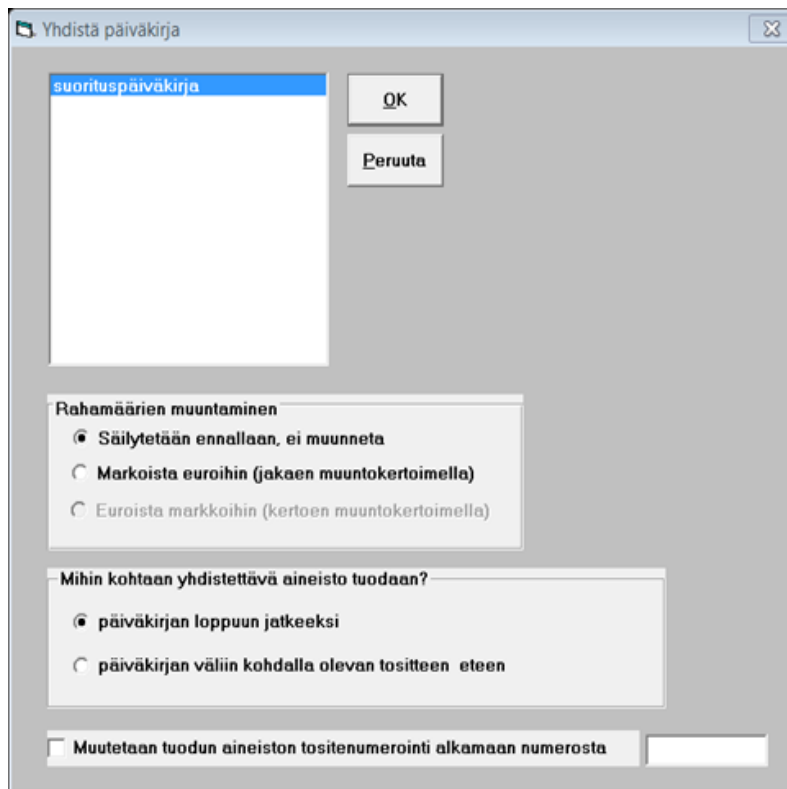 Yhdistä päiväkirja
suorituspäiväkirja
OK
Peruuta
Rahamäärien muuntaminen
Säilytetään ennallaan, ei muunneta
Markoista euroihin (jakaen muuntokertoimella)
Euroista markkoihin (kertoen muuntokertoimella)
Mihin kohtaan yhdistettävä aineisto tuodaan?
päiväkirjan loppuun jatkeeksi
päiväkirjan väliin kohdalla olevan tositteen eteen
Muutetaan tuodun aineiston tositenumerointi alkamaan numerosta